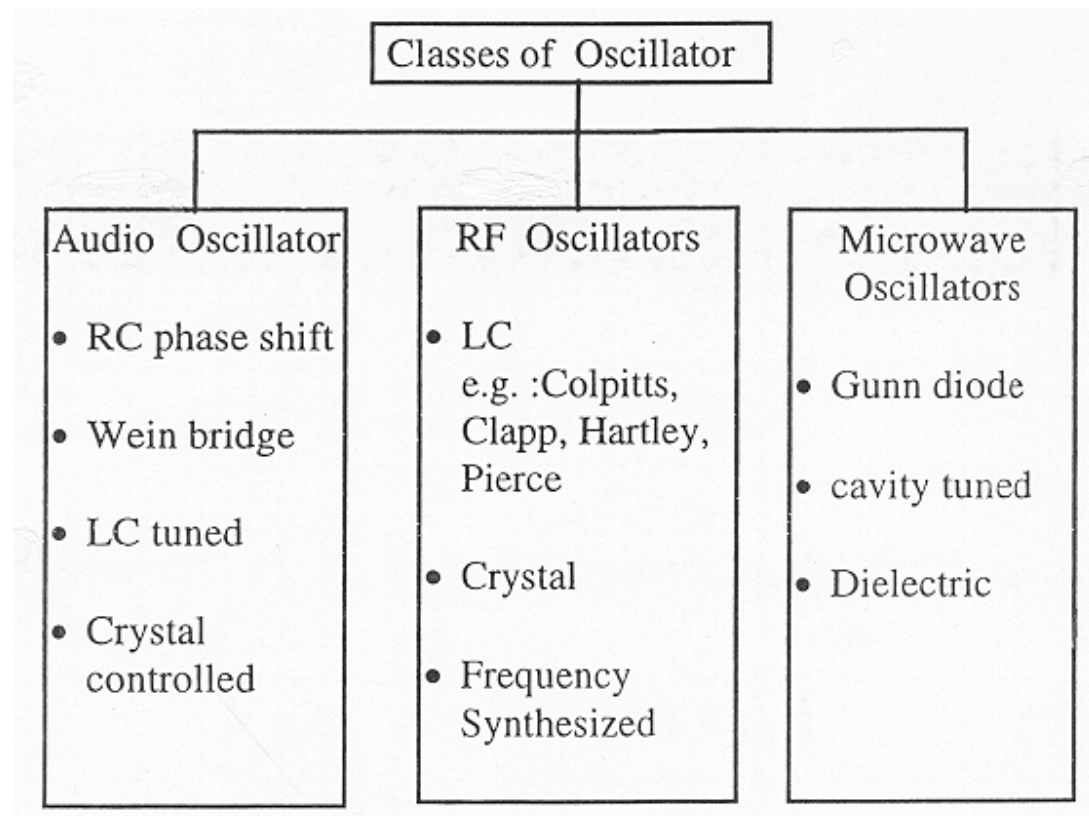 Classes of Oscillator
Audio Oscillator
• RC phase shift
• Wein bridge
• LC tuned
• Crystal
controlled
RF Oscillators
• LC
e.g. :Colpitts,
Clapp, Hartley,
Pierce
• Crystal
• Frequency
Synthesized
Microwave
Oscillators
• Gunn diode
• cavity tuned
• Dielectric